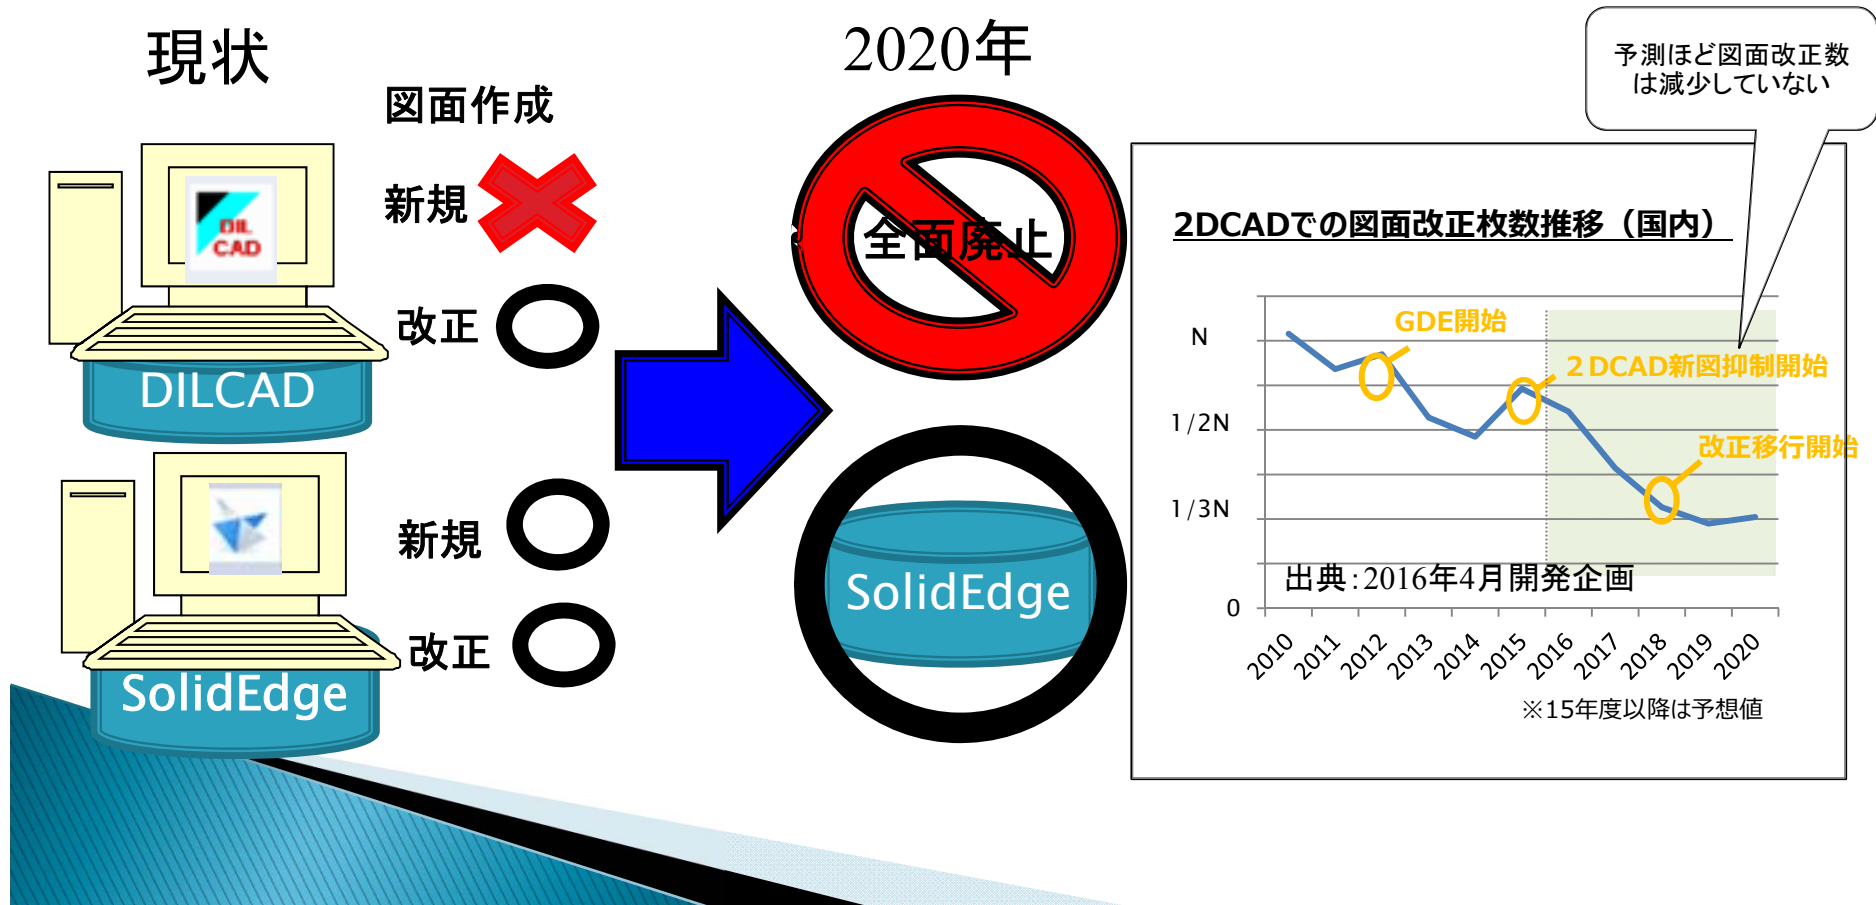 現状
図面作成
DIL
CAD
新規
改正
DILCAD
新規
改正
SolidEdge
2020年
全面廃止
SolidEdge
予測ほど図面改正数
は減少していない
2DCADでの図面改正枚数推移（国内）
GDE開始
２DCAD新図抑制開始
改正移行開始
N
1/2N
1/3N
0
出典：2016年4月開発企画
2010 2011 2012 2013 2014 2015 2016 2017 2018 2019 2020
※15年度以降は予想値